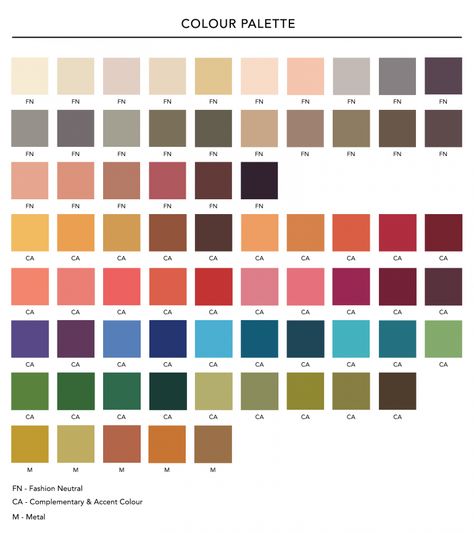 COLOUR PALETTE
FN FN FN FN FN FN FN FN FN FN
FN FN FN FN FN FN FN FN FN FN
FN FN FN FN FN FN
CA CA CA CA CA CA CA CA CA CA
CA CA CA CA CA CA CA CA CA CA
CA CA CA CA CA CA CA CA CA CA
CA CA CA CA CA CA CA CA CA
M M M M M
FN - Fashion Neutral
CA - Complementary & Accent Colour
M - Metal